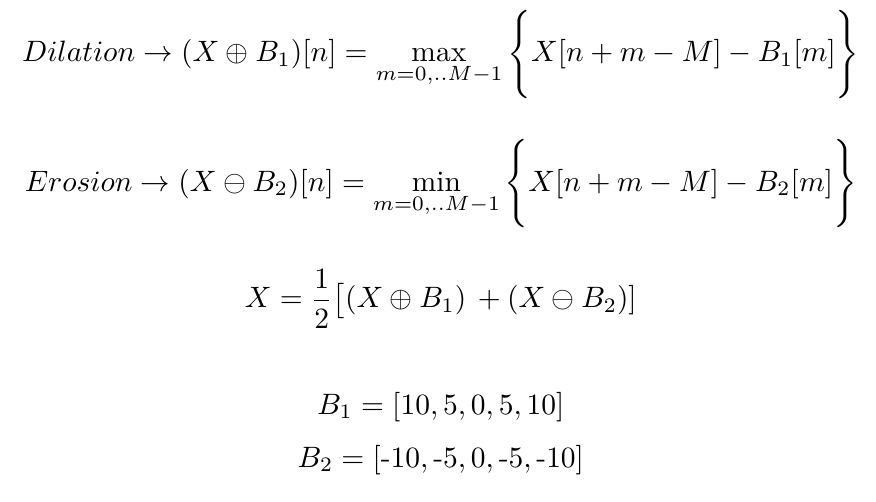 Dilation → (X ⊕ B₁)[n] = max_{m=0,..M−1} { X[n + m − M] − B₁[m] }
Erosion → (X ⊖ B₂)[n] = min_{m=0,..M−1} { X[n + m − M] − B₂[m] }
X = 1/2 [(X ⊕ B₁) + (X ⊖ B₂)]
B₁ = [10, 5, 0, 5, 10]
B₂ = [-10, -5, 0, -5, -10]